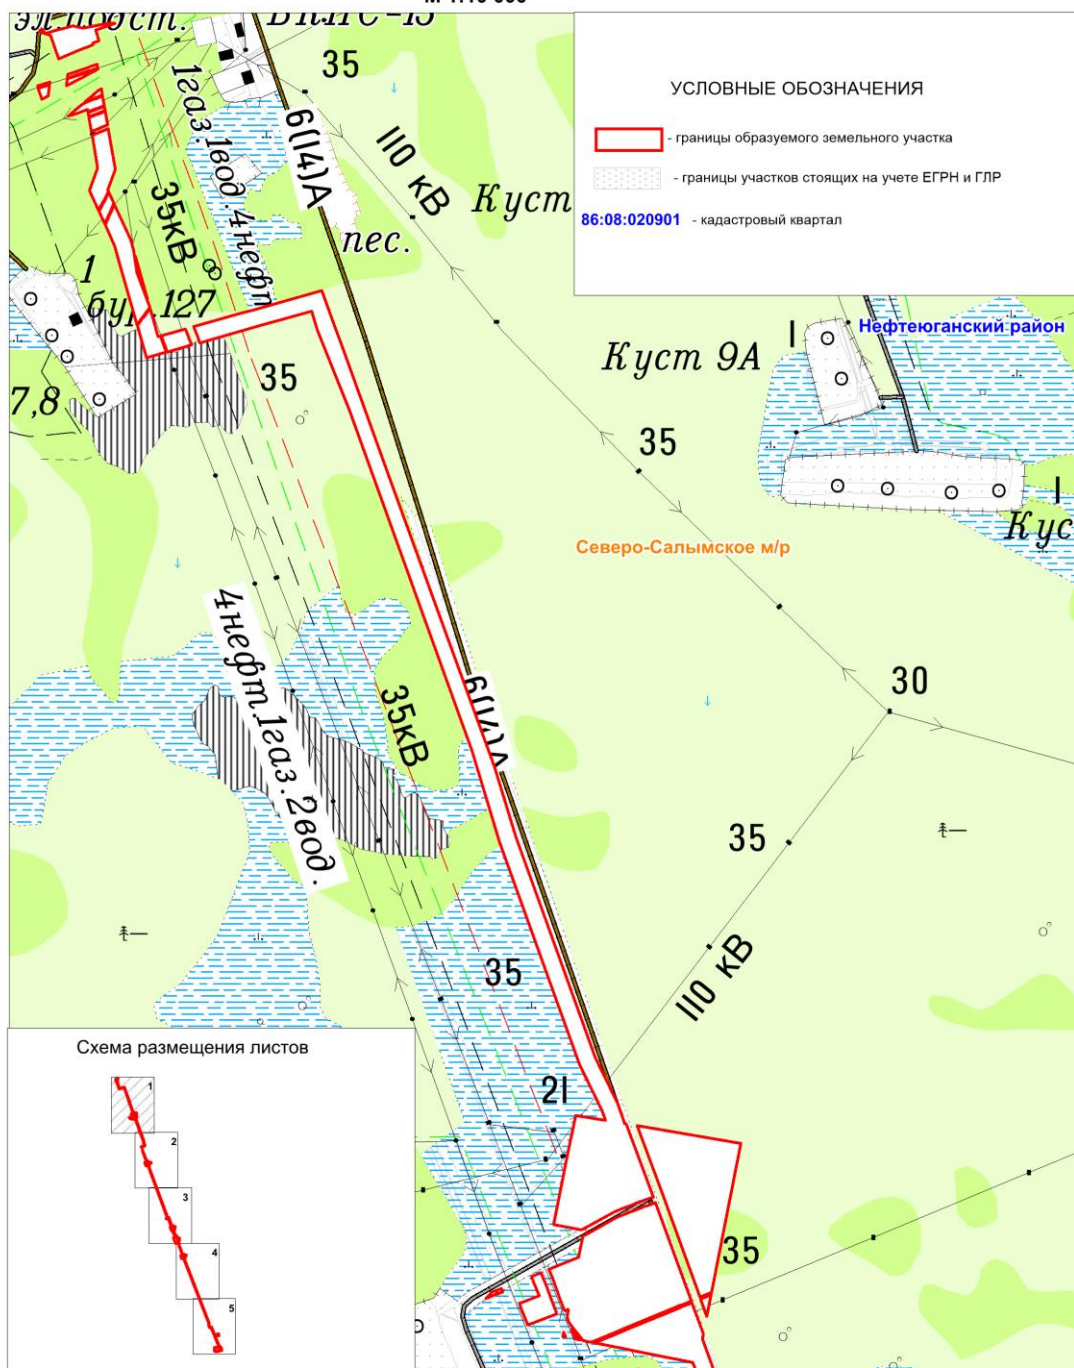 УСЛОВНЫЕ ОБОЗНАЧЕНИЯ
- границы образуемого земельного участка
- границы участков стоящих на учете ЕГРН и ГЛР
86:08:020901 - кадастровый квартал
35
110 кВ
6(14)А
1газ.1вод.4нефт
Куст
пес.
35кВ
1
бур.127
Нефтеюганский район
Куст 9А
1
7,8
35
35
1
Кус
Северо-Салымское м/р
4нефт.1газ.2вод.
35кВ
6(14)А
30
35
110 кВ
35
21
35
Схема размещения листов
1
2
3
4
5